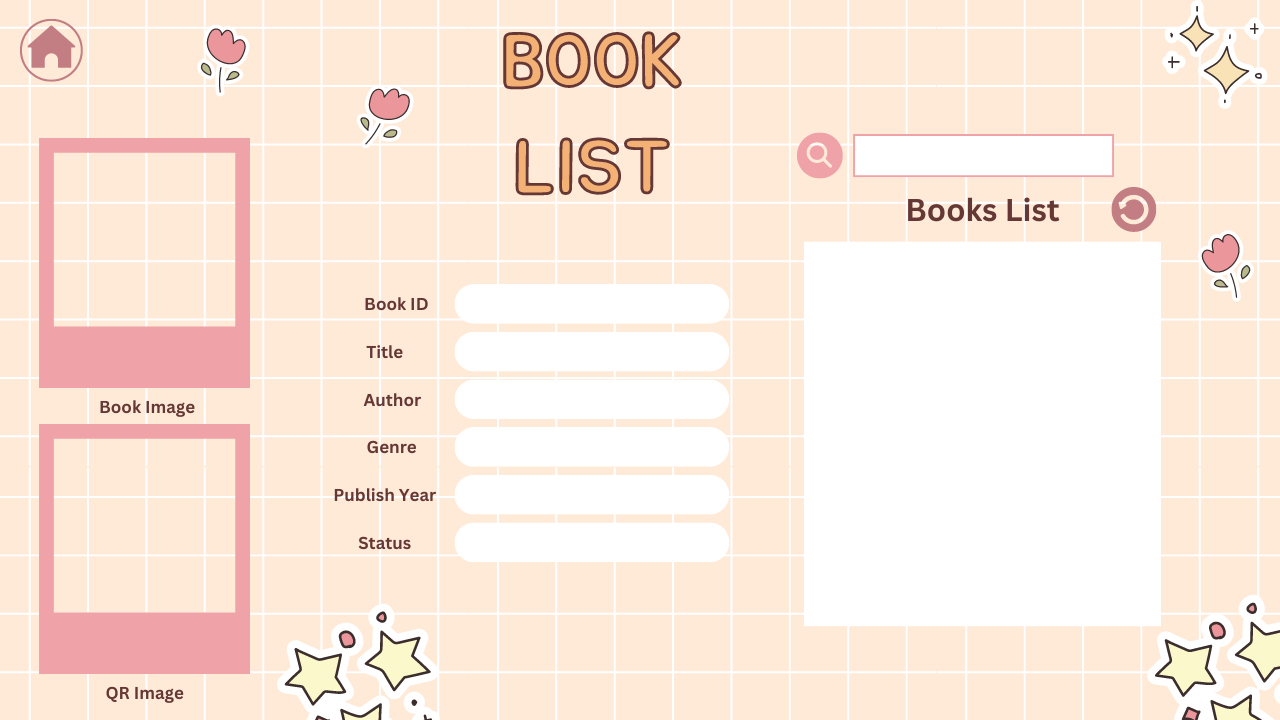 BOOK
LIST
Books List
Book ID
Title
Author
Genre
Publish Year
Status
Book Image
QR Image